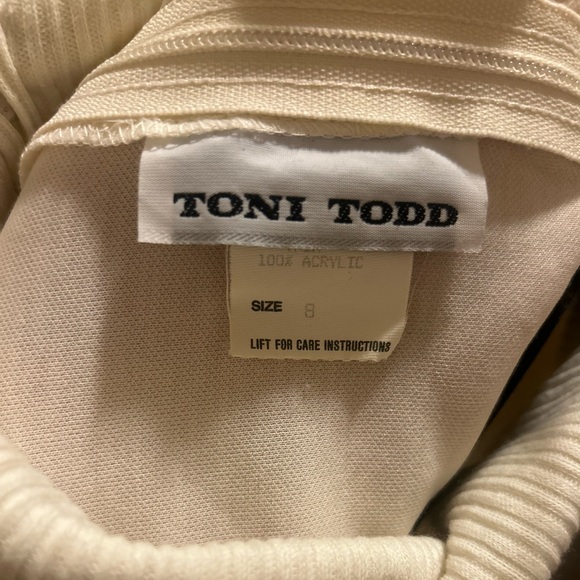 TONI TODD
100% ACRYLIC
SIZE 8
LIFT FOR CARE INSTRUCTIONS